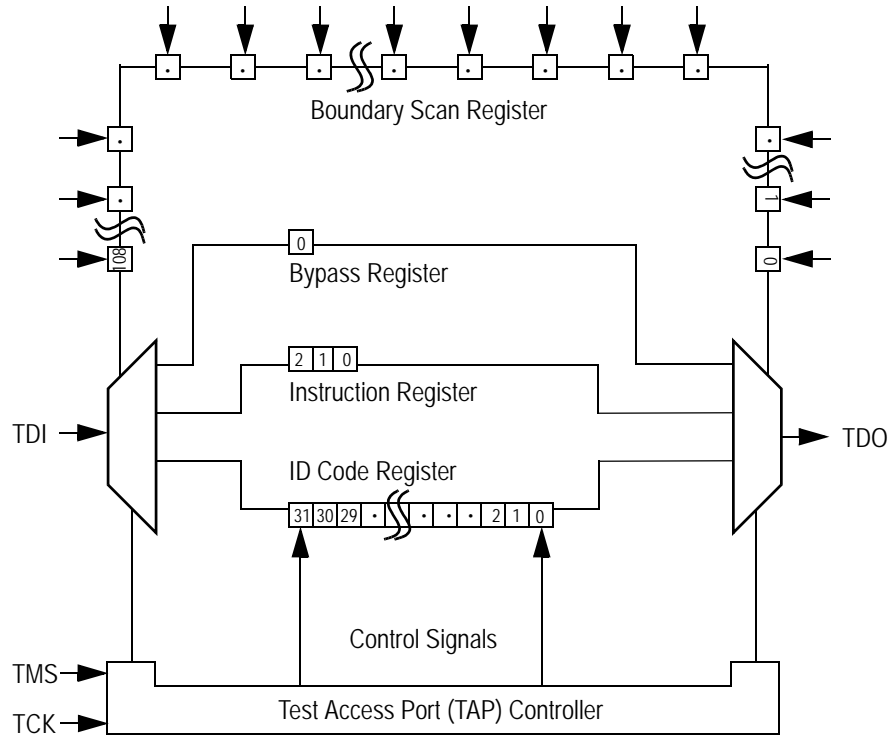 Boundary Scan Register
.
.
.
.
.
.
.
.
.
.
.
1
108
0
0
Bypass Register
2 1 0
Instruction Register
TDI
TDO
ID Code Register
31 30 29 . . . . 2 1 0
Control Signals
TMS
Test Access Port (TAP) Controller
TCK